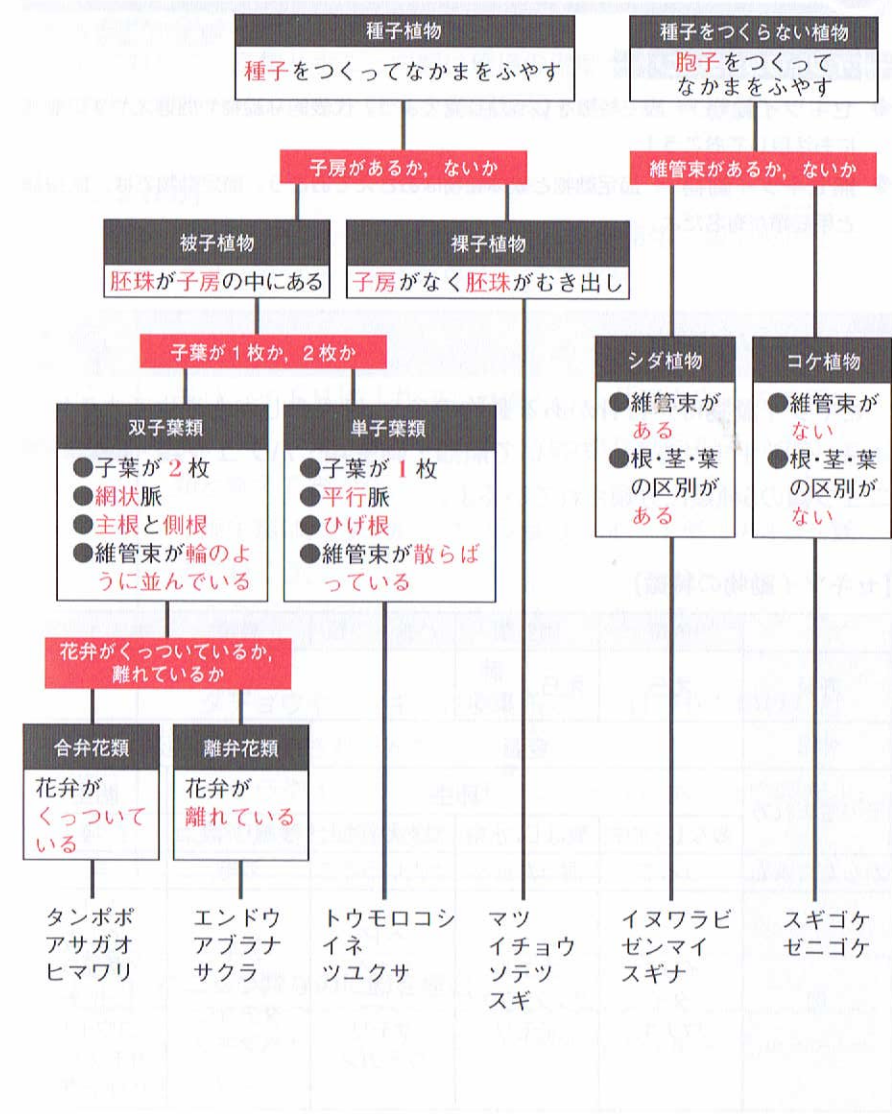 種子植物
種子をつくってなかまをふやす
種子をつくらない植物
胞子をつくって
なかまをふやす
子房があるか，ないか
維管束があるか，ないか
被子植物
胚珠が子房の中にある
裸子植物
子房がなく胚珠がむき出し
子葉が1枚か，2枚か
シダ植物
●維管束が
ある
●根・茎・葉
の区別が
ある
コケ植物
●維管束が
ない
●根・茎・葉
の区別が
ない
双子葉類
●子葉が2枚
●網状脈
●主根と側根
●維管束が輪のよ
うに並んでいる
単子葉類
●子葉が1枚
●平行脈
●ひげ根
●維管束が散らば
っている
花弁がくっついているか，
離れているか
合弁花類
花弁が
くっついて
いる
離弁花類
花弁が
離れている
タンポポ
アサガオ
ヒマワリ
エンドウ
アブラナ
サクラ
トウモロコシ
イネ
ツユクサ
マツ
イチョウ
ソテツ
スギ
イヌワラビ
ゼンマイ
スギナ
スギゴケ
ゼニゴケ